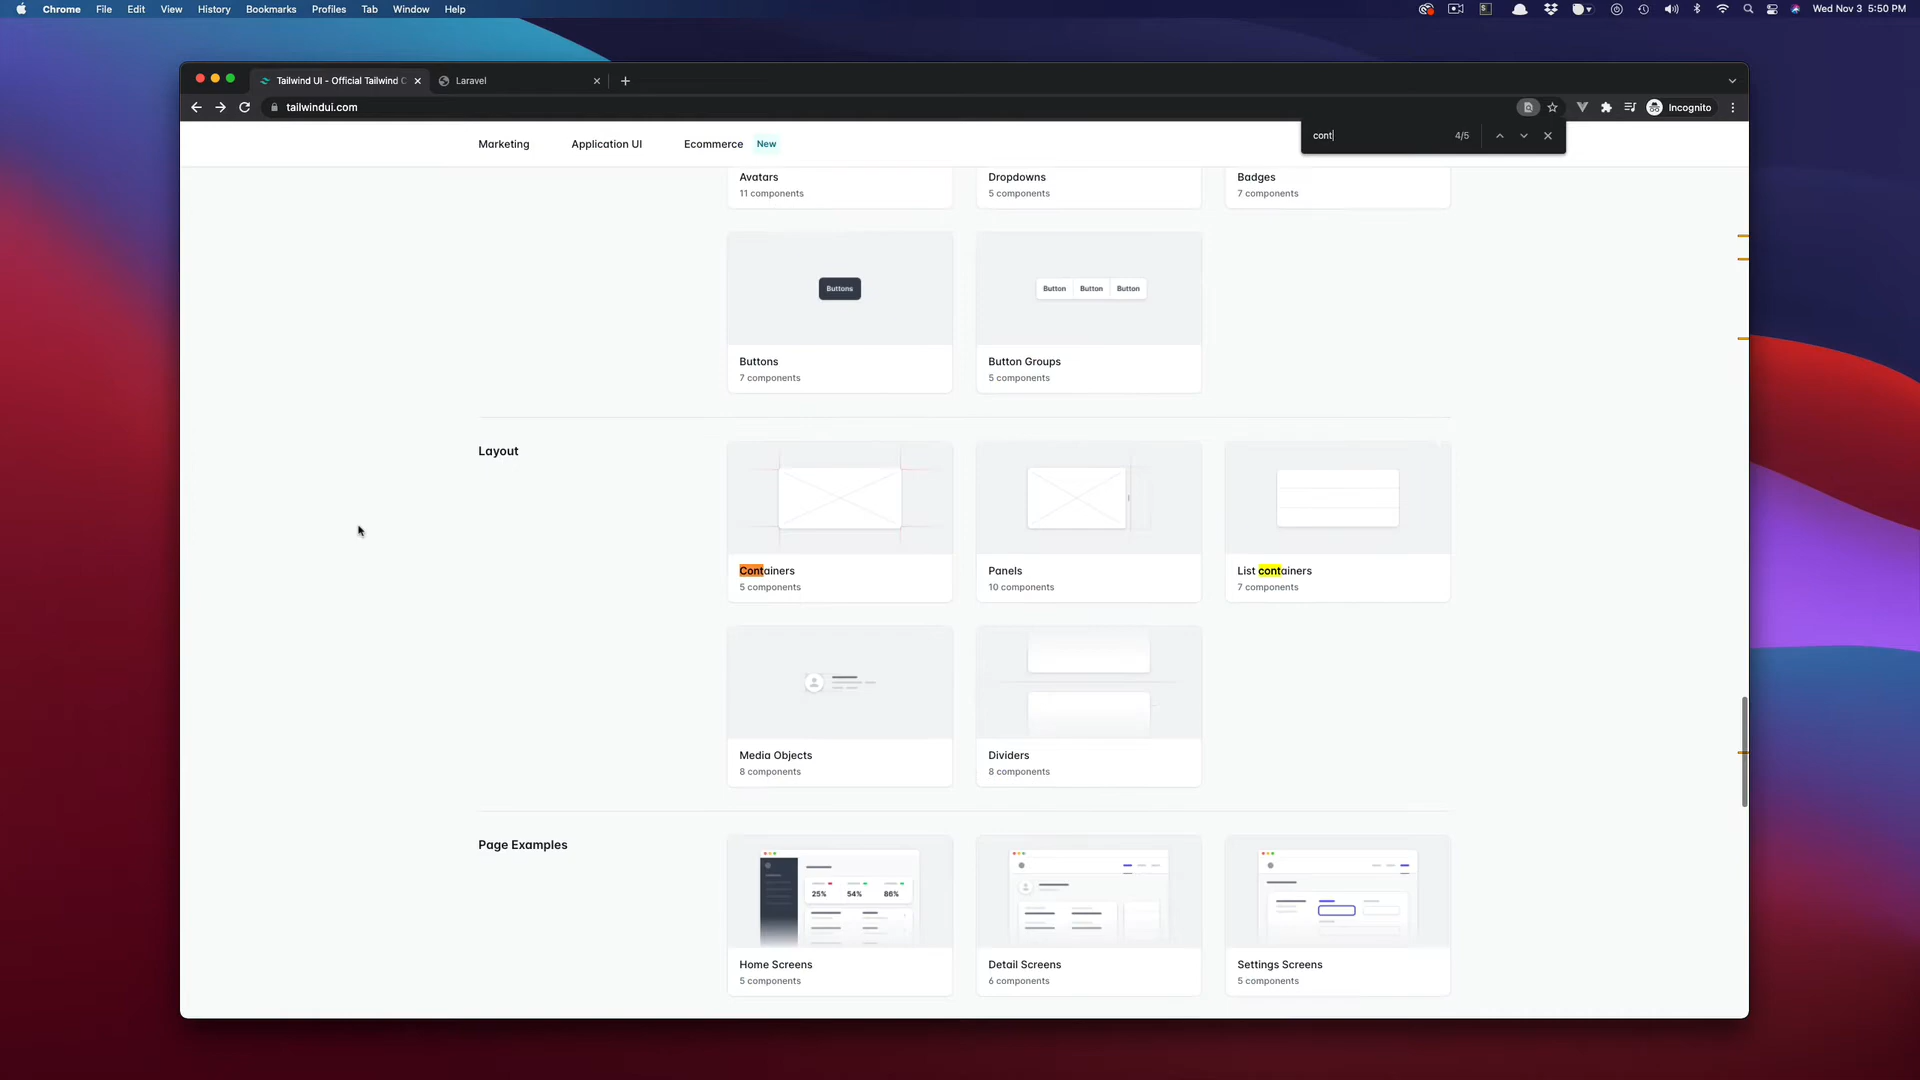 Chrome File Edit View History Bookmarks Profiles Tab Window Help
Wed Nov 3 5:50 PM
Tailwind UI - Official Tailwind C
Laravel
tailwindui.com
Incognito
cont 4/5
Marketing Application UI Ecommerce New
Avatars
11 components
Dropdowns
5 components
Badges
7 components
Buttons
Button Button Button
Buttons
7 components
Button Groups
5 components
Layout
Containers
5 components
Panels
10 components
List containers
7 components
Media Objects
8 components
Dividers
8 components
Page Examples
25% 54% 86%
Home Screens
5 components
Detail Screens
6 components
Settings Screens
5 components